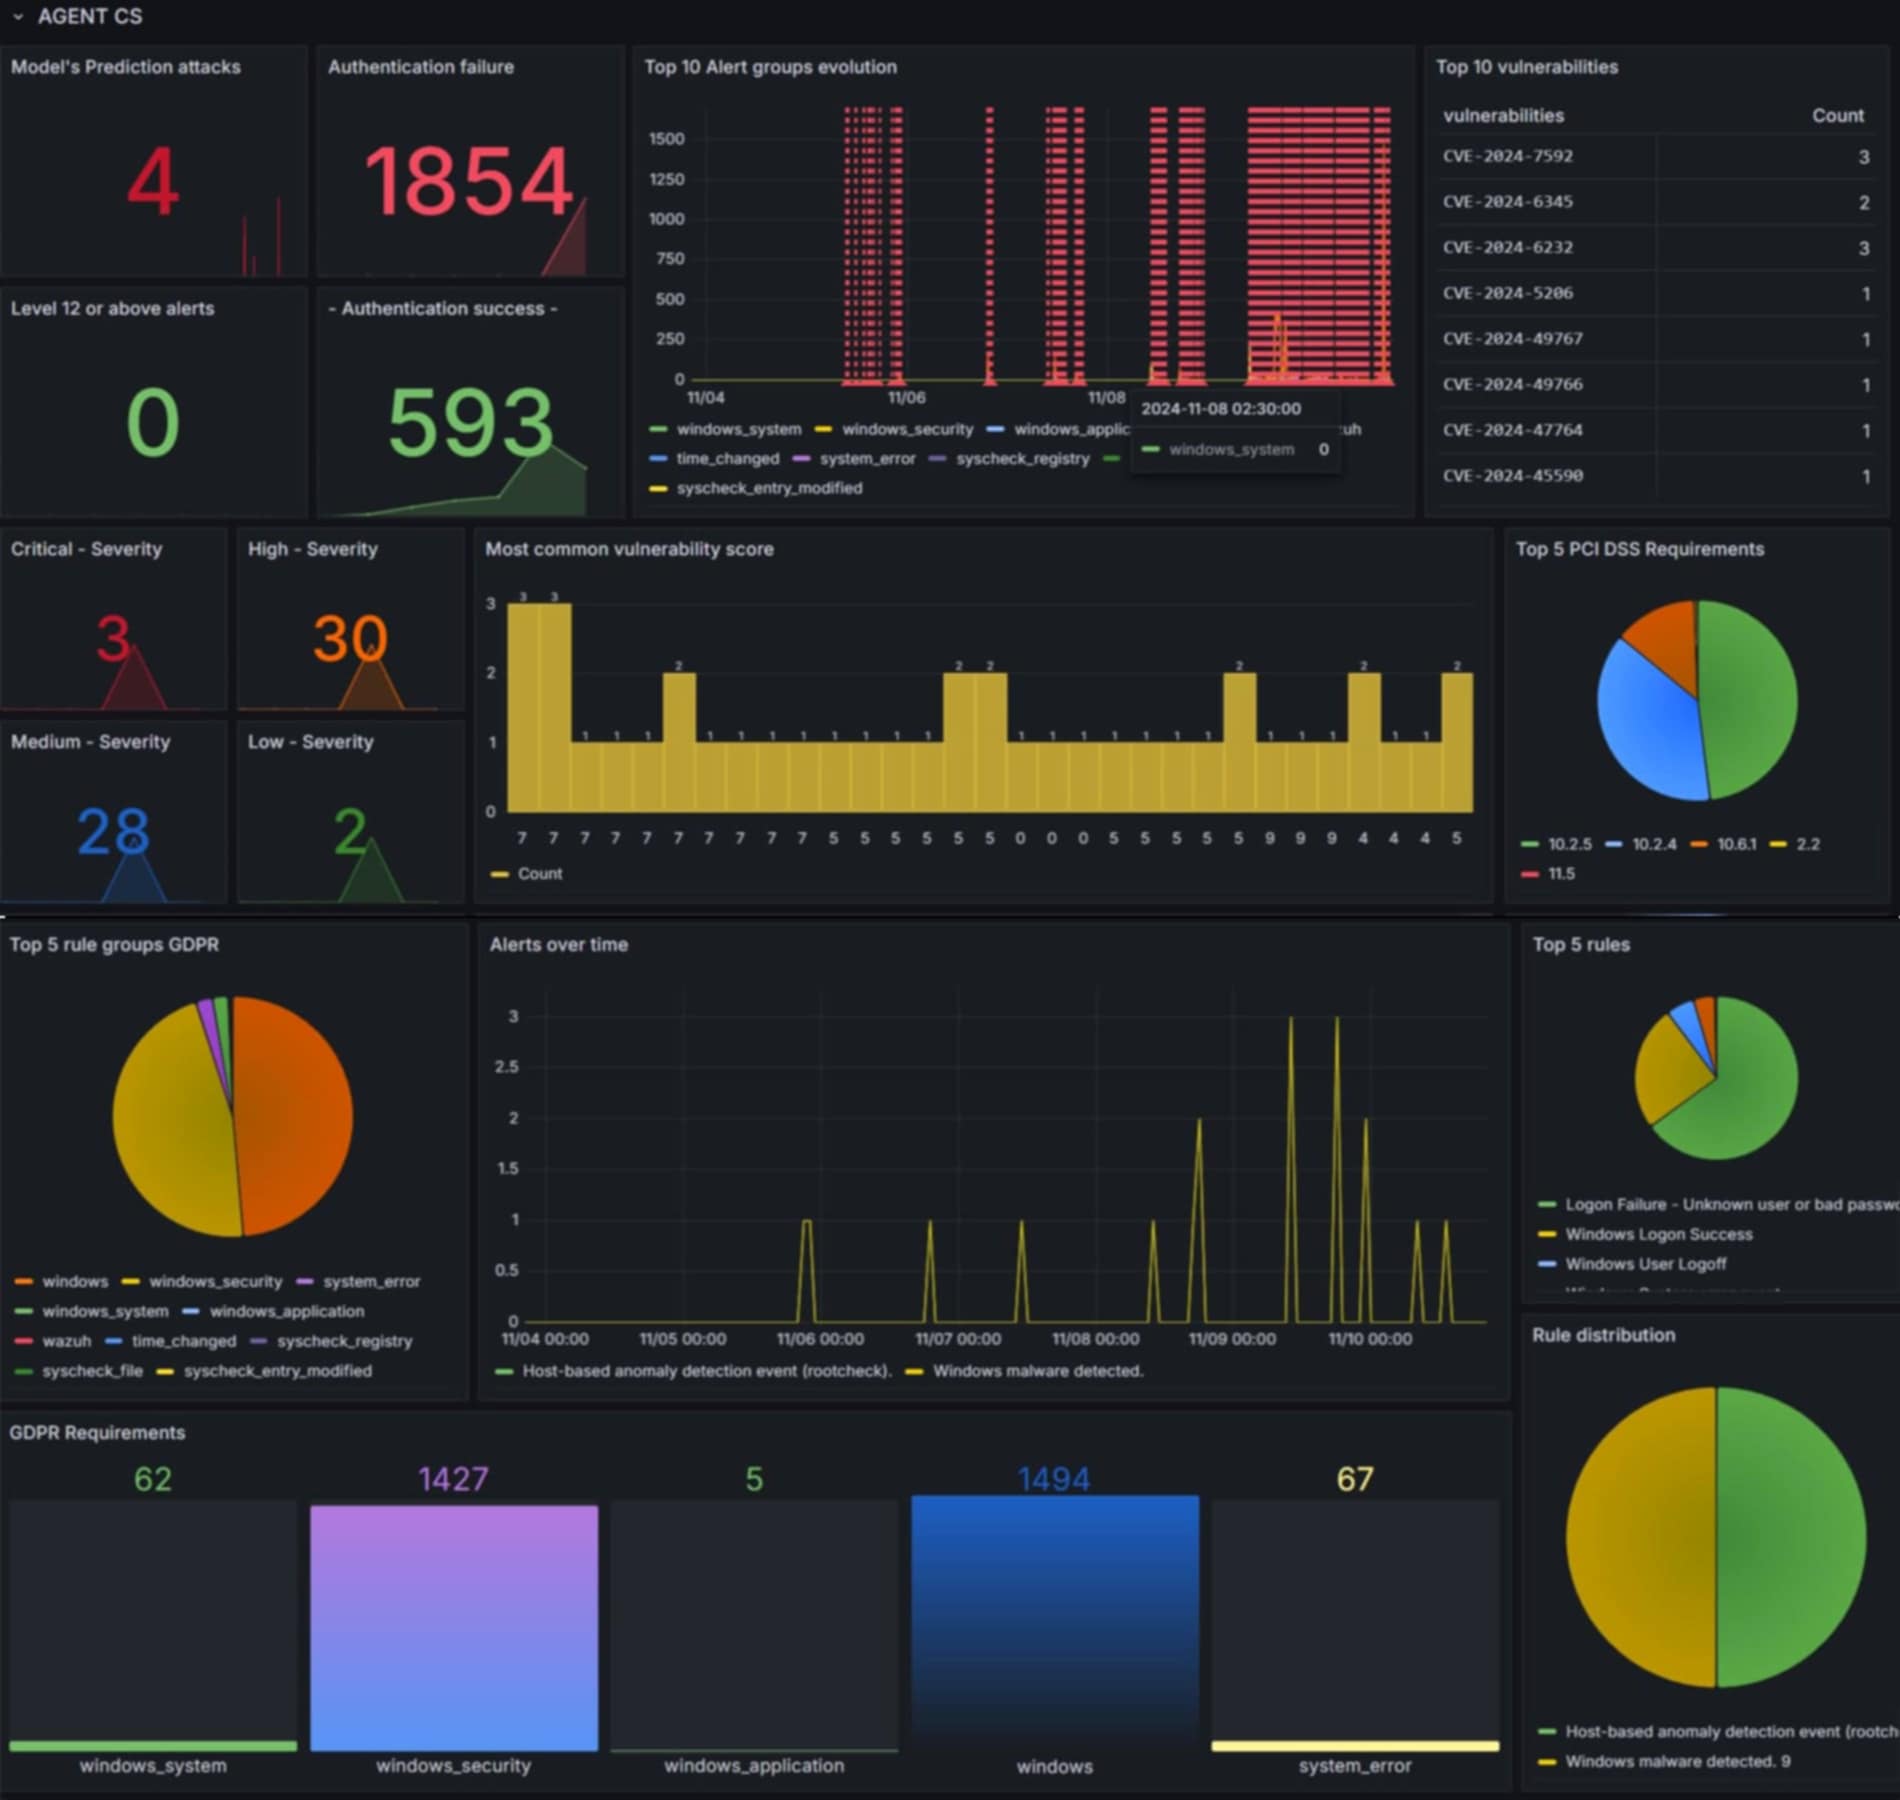 AGENT CS
Model's Prediction attacks
4
Authentication failure
1854
Top 10 Alert groups evolution
1500
1250
1000
750
500
250
0
11/04 11/06 11/08
2024-11-08 02:30:00
windows_system 0
windows_system windows_security windows_applic uh
time_changed system_error syscheck_registry
syscheck_entry_modified
Top 10 vulnerabilities
vulnerabilities Count
CVE-2024-7592 3
CVE-2024-6345 2
CVE-2024-6232 3
CVE-2024-5206 1
CVE-2024-49767 1
CVE-2024-49766 1
CVE-2024-47764 1
CVE-2024-45590 1
Level 12 or above alerts
0
- Authentication success -
593
Critical - Severity
3
High - Severity
30
Medium - Severity
28
Low - Severity
2
Most common vulnerability score
3 3 1 1 1 2 1 1 1 1 1 1 1 1 2 2 1 1 1 1 1 1 1 2 1 1 1 2 1 1 2
3
2
1
0
7 7 7 7 7 7 7 7 7 7 5 5 5 5 5 5 0 0 0 5 5 5 5 5 9 9 9 4 4 4 5
Count
Top 5 PCI DSS Requirements
10.2.5 10.2.4 10.6.1 2.2
11.5
Top 5 rule groups GDPR
windows windows_security system_error
windows_system windows_application
wazuh time_changed syscheck_registry
syscheck_file syscheck_entry_modified
Alerts over time
3
2.5
2
1.5
1
0.5
0
11/04 00:00 11/05 00:00 11/06 00:00 11/07 00:00 11/08 00:00 11/09 00:00 11/10 00:00
Host-based anomaly detection event (rootcheck). Windows malware detected.
Top 5 rules
Logon Failure - Unknown user or bad passwo
Windows Logon Success
Windows User Logoff
Rule distribution
Host-based anomaly detection event (rootch
Windows malware detected. 9
GDPR Requirements
62 1427 5 1494 67
windows_system windows_security windows_application windows system_error